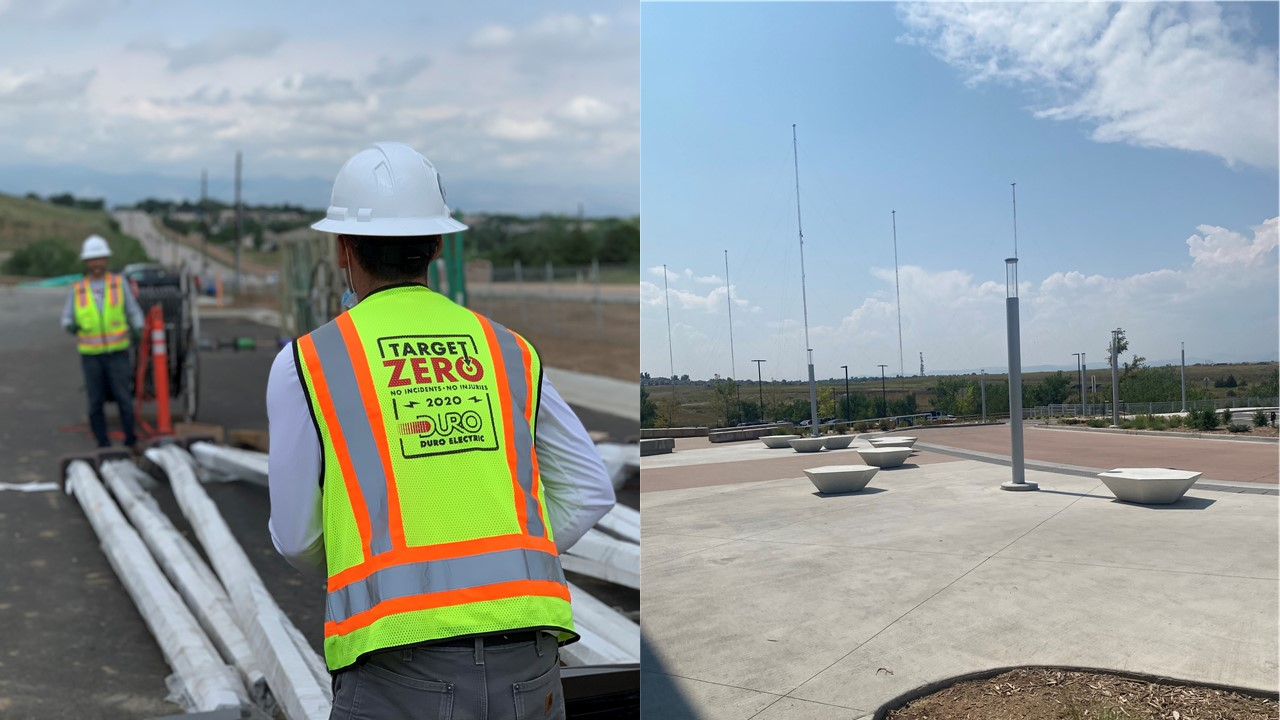 TARGET
ZERO
NO INCIDENTS • NO INJURIES
2020
DURO
DURO ELECTRIC